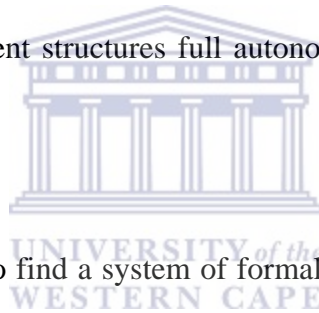 ent structures full autono
UNIVERSITY of the
o find a system of formal
WESTERN CAPE